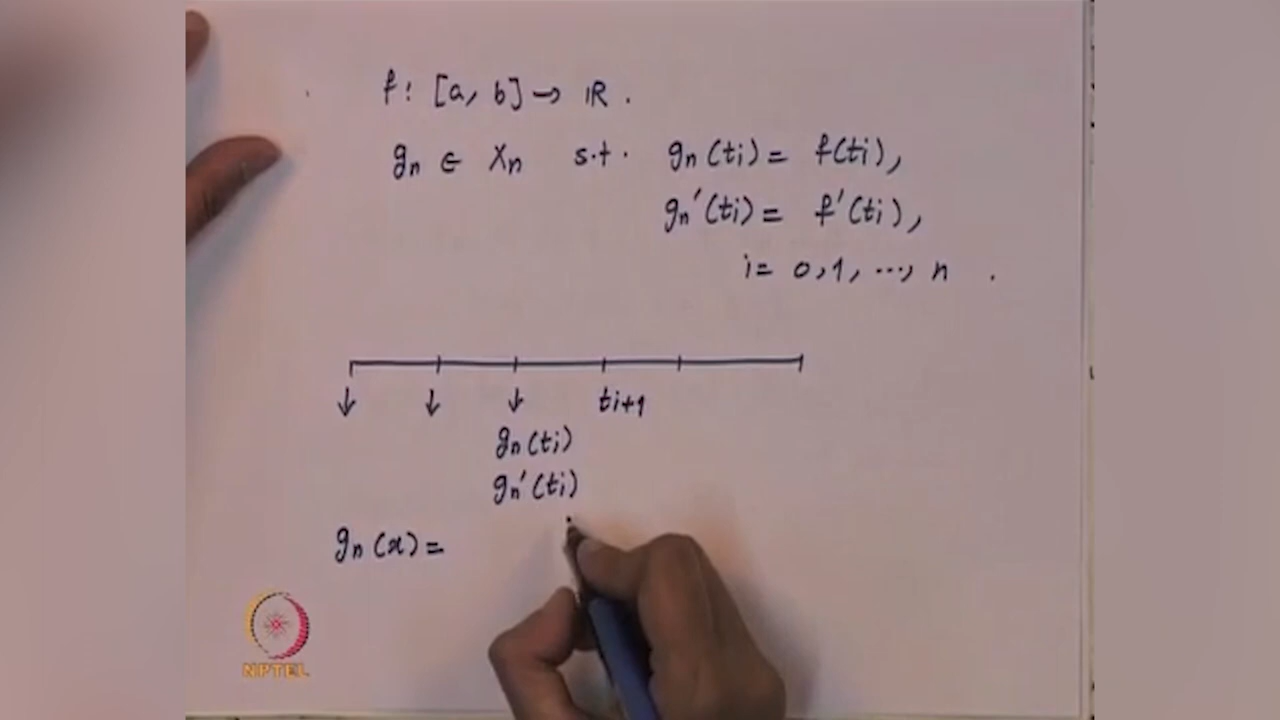 f: [a, b] → ℝ.
gn ∈ Xn s.t. gn(ti) = f(ti),
gn'(ti) = f'(ti),
i = 0, 1, ..., n.
ti+1
gn(ti)
gn'(ti)
gn(x) =
NPTEL